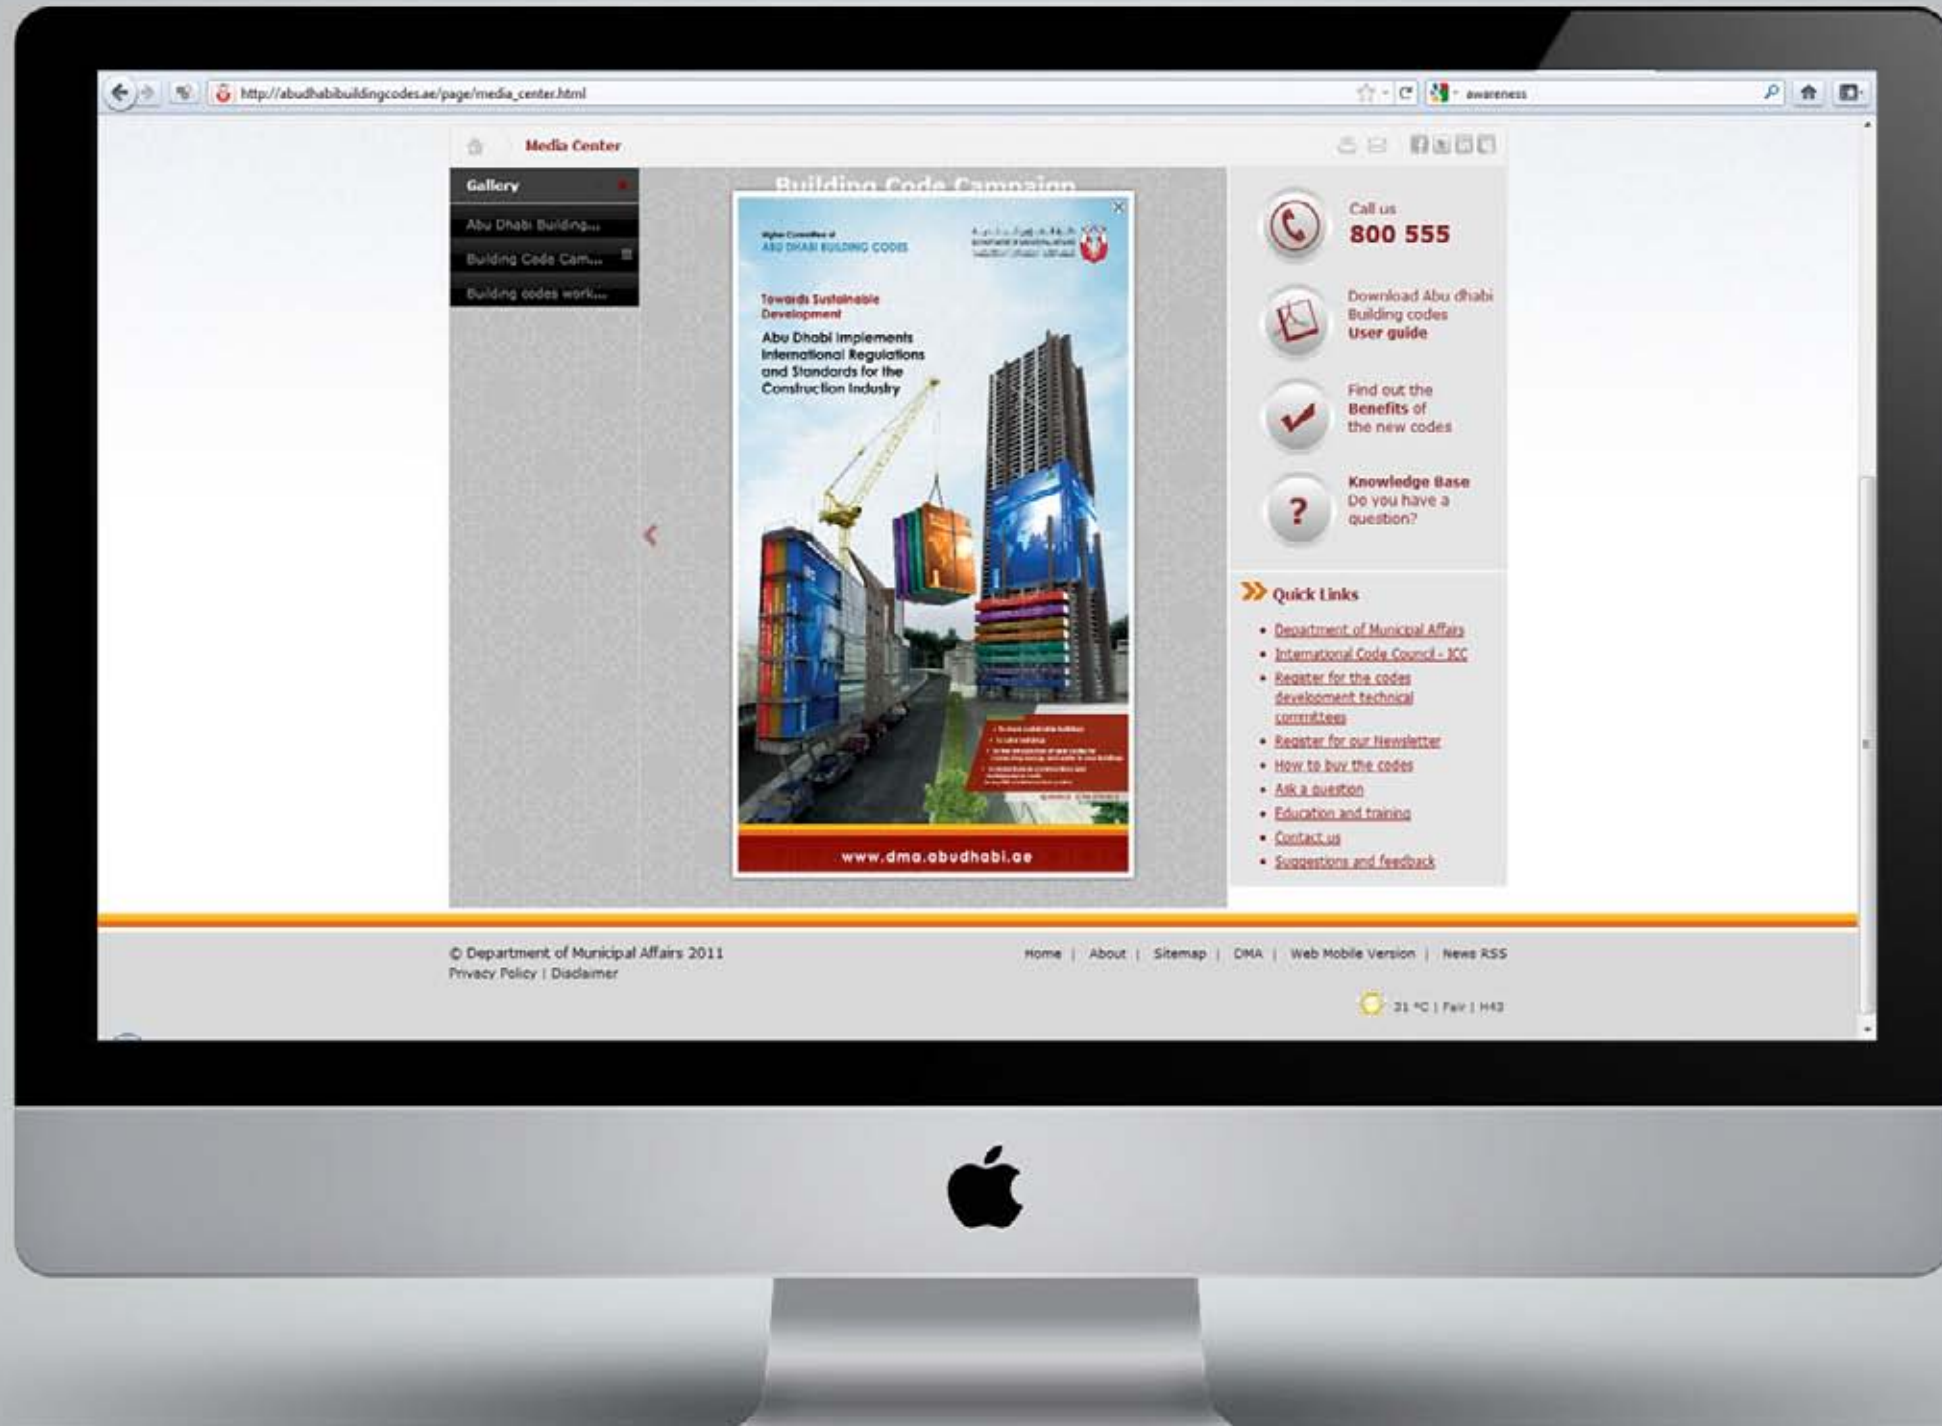 http://abudhabibuildingcodes.ae/page/media_center.html
awareness
Media Center
Gallery
Abu Dhabi Building...
Building Code Cam...
Building codes work...
Building Code Campaign
Higher Committee of
ABU DHABI BUILDING CODES
Towards Sustainable
Development
Abu Dhabi Implements
International Regulations
and Standards for the
Construction Industry
www.dma.abudhabi.ae
Call us
800 555
Download Abu dhabi
Building codes
User guide
Find out the
Benefits of
the new codes
Knowledge Base
Do you have a
question?
Quick Links
Department of Municipal Affairs
International Code Council - ICC
Register for the codes
development technical
committees
Register for our Newsletter
How to buy the codes
Ask a question
Education and training
Contact us
Suggestions and feedback
© Department of Municipal Affairs 2011
Privacy Policy | Disclaimer
Home | About | Sitemap | DMA | Web Mobile Version | News RSS
31 °C | Fair | H43